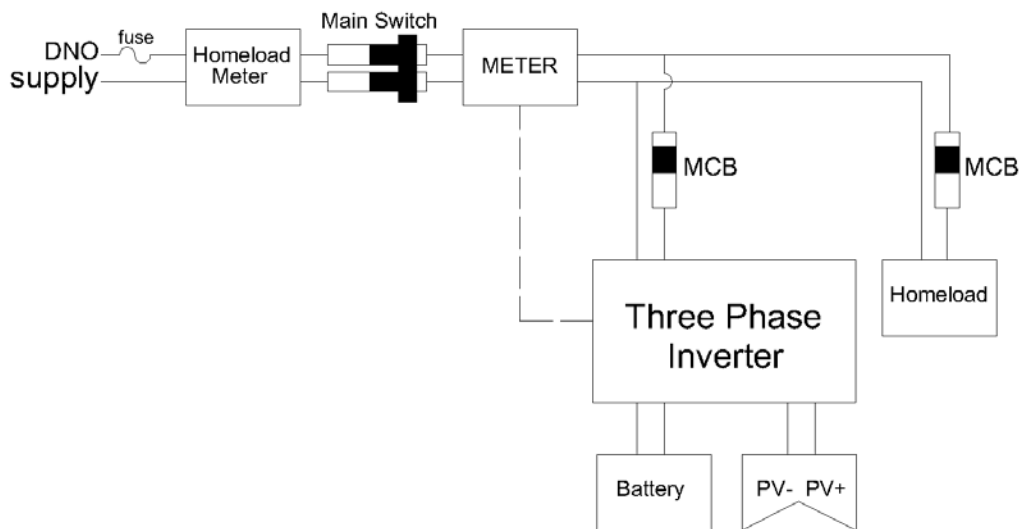 Main Switch
DNO
supply
fuse
Homeload
Meter
METER
MCB
MCB
Three Phase
Inverter
Homeload
Battery
PV- PV+